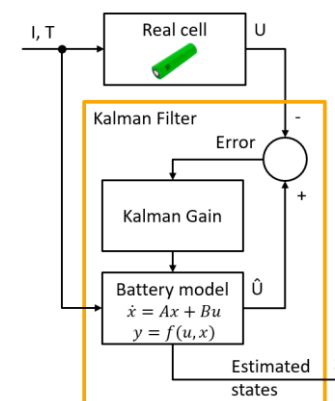 I, T
Real cell
U
Kalman Filter
-
Error
+
Kalman Gain
Battery model
ẋ = Ax + Bu
y = f(u, x)
Û
Estimated
states